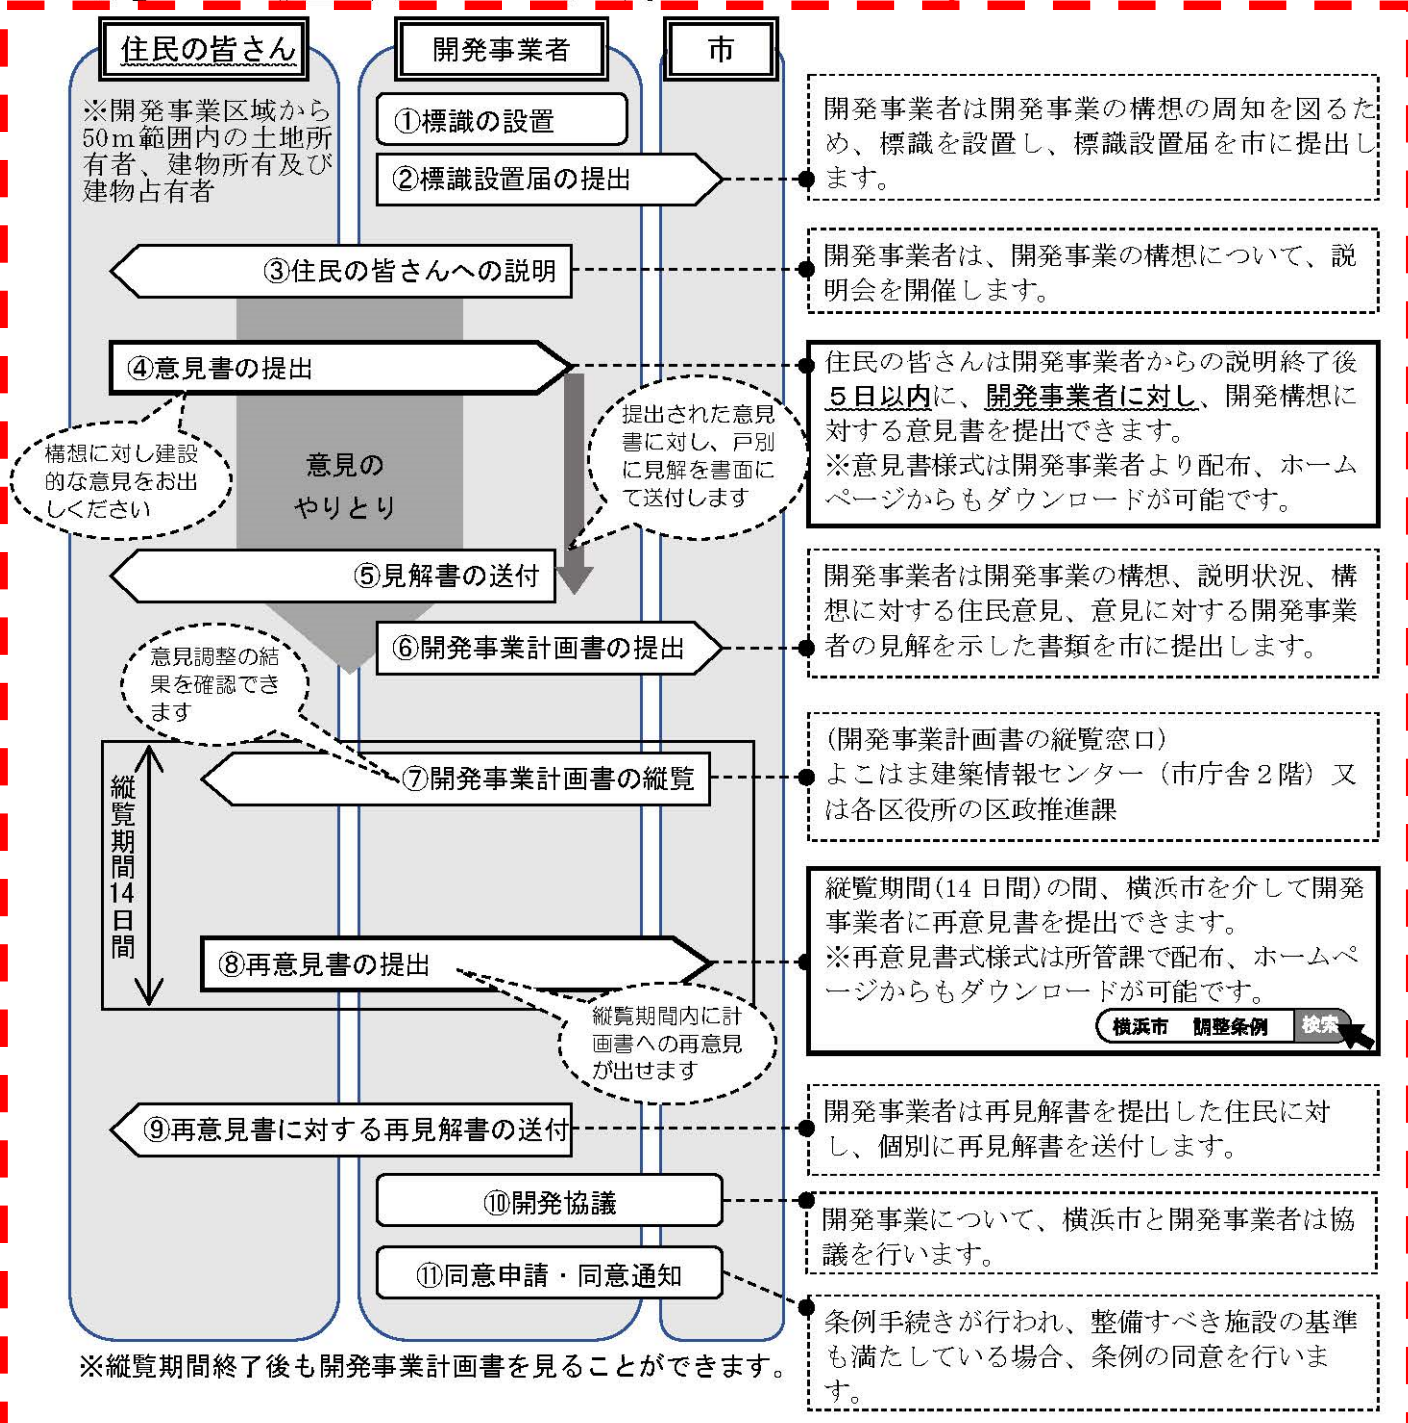 住民の皆さん
開発事業者
市
※開発事業区域から
50m範囲内の土地所
有者、建物所有及び
建物占有者
①標識の設置
②標識設置届の提出
開発事業者は開発事業の構想の周知を図るた
め、標識を設置し、標識設置届を市に提出し
ます。
③住民の皆さんへの説明
開発事業者は、開発事業の構想について、説
明会を開催します。
④意見書の提出
住民の皆さんは開発事業者からの説明終了後
５日以内に、開発事業者に対し、開発構想に
対する意見書を提出できます。
※意見書様式は開発事業者より配布、ホーム
ページからもダウンロードが可能です。
構想に対し建設
的な意見をお出
しください
意見の
やりとり
提出された意見
書に対し、戸別
に見解を書面に
て送付します
⑤見解書の送付
⑥開発事業計画書の提出
開発事業者は開発事業の構想、説明状況、構
想に対する住民意見、意見に対する開発事業
者の見解を示した書類を市に提出します。
意見調整の結
果を確認でき
ます
⑦開発事業計画書の縦覧
(開発事業計画書の縦覧窓口)
よこはま建築情報センター（市庁舎２階）又
は各区役所の区政推進課
縦覧期間14日間
⑧再意見書の提出
縦覧期間(14 日間)の間、横浜市を介して開発
事業者に再意見書を提出できます。
※再意見書式様式は所管課で配布、ホームペ
ージからもダウンロードが可能です。
横浜市　調整条例　検索
縦覧期間内に計
画書への再意見
が出せます
⑨再意見書に対する再見解書の送付
開発事業者は再見解書を提出した住民に対
し、個別に再見解書を送付します。
⑩開発協議
開発事業について、横浜市と開発事業者は協
議を行います。
⑪同意申請・同意通知
条例手続きが行われ、整備すべき施設の基準
も満たしている場合、条例の同意を行いま
す。
※縦覧期間終了後も開発事業計画書を見ることができます。